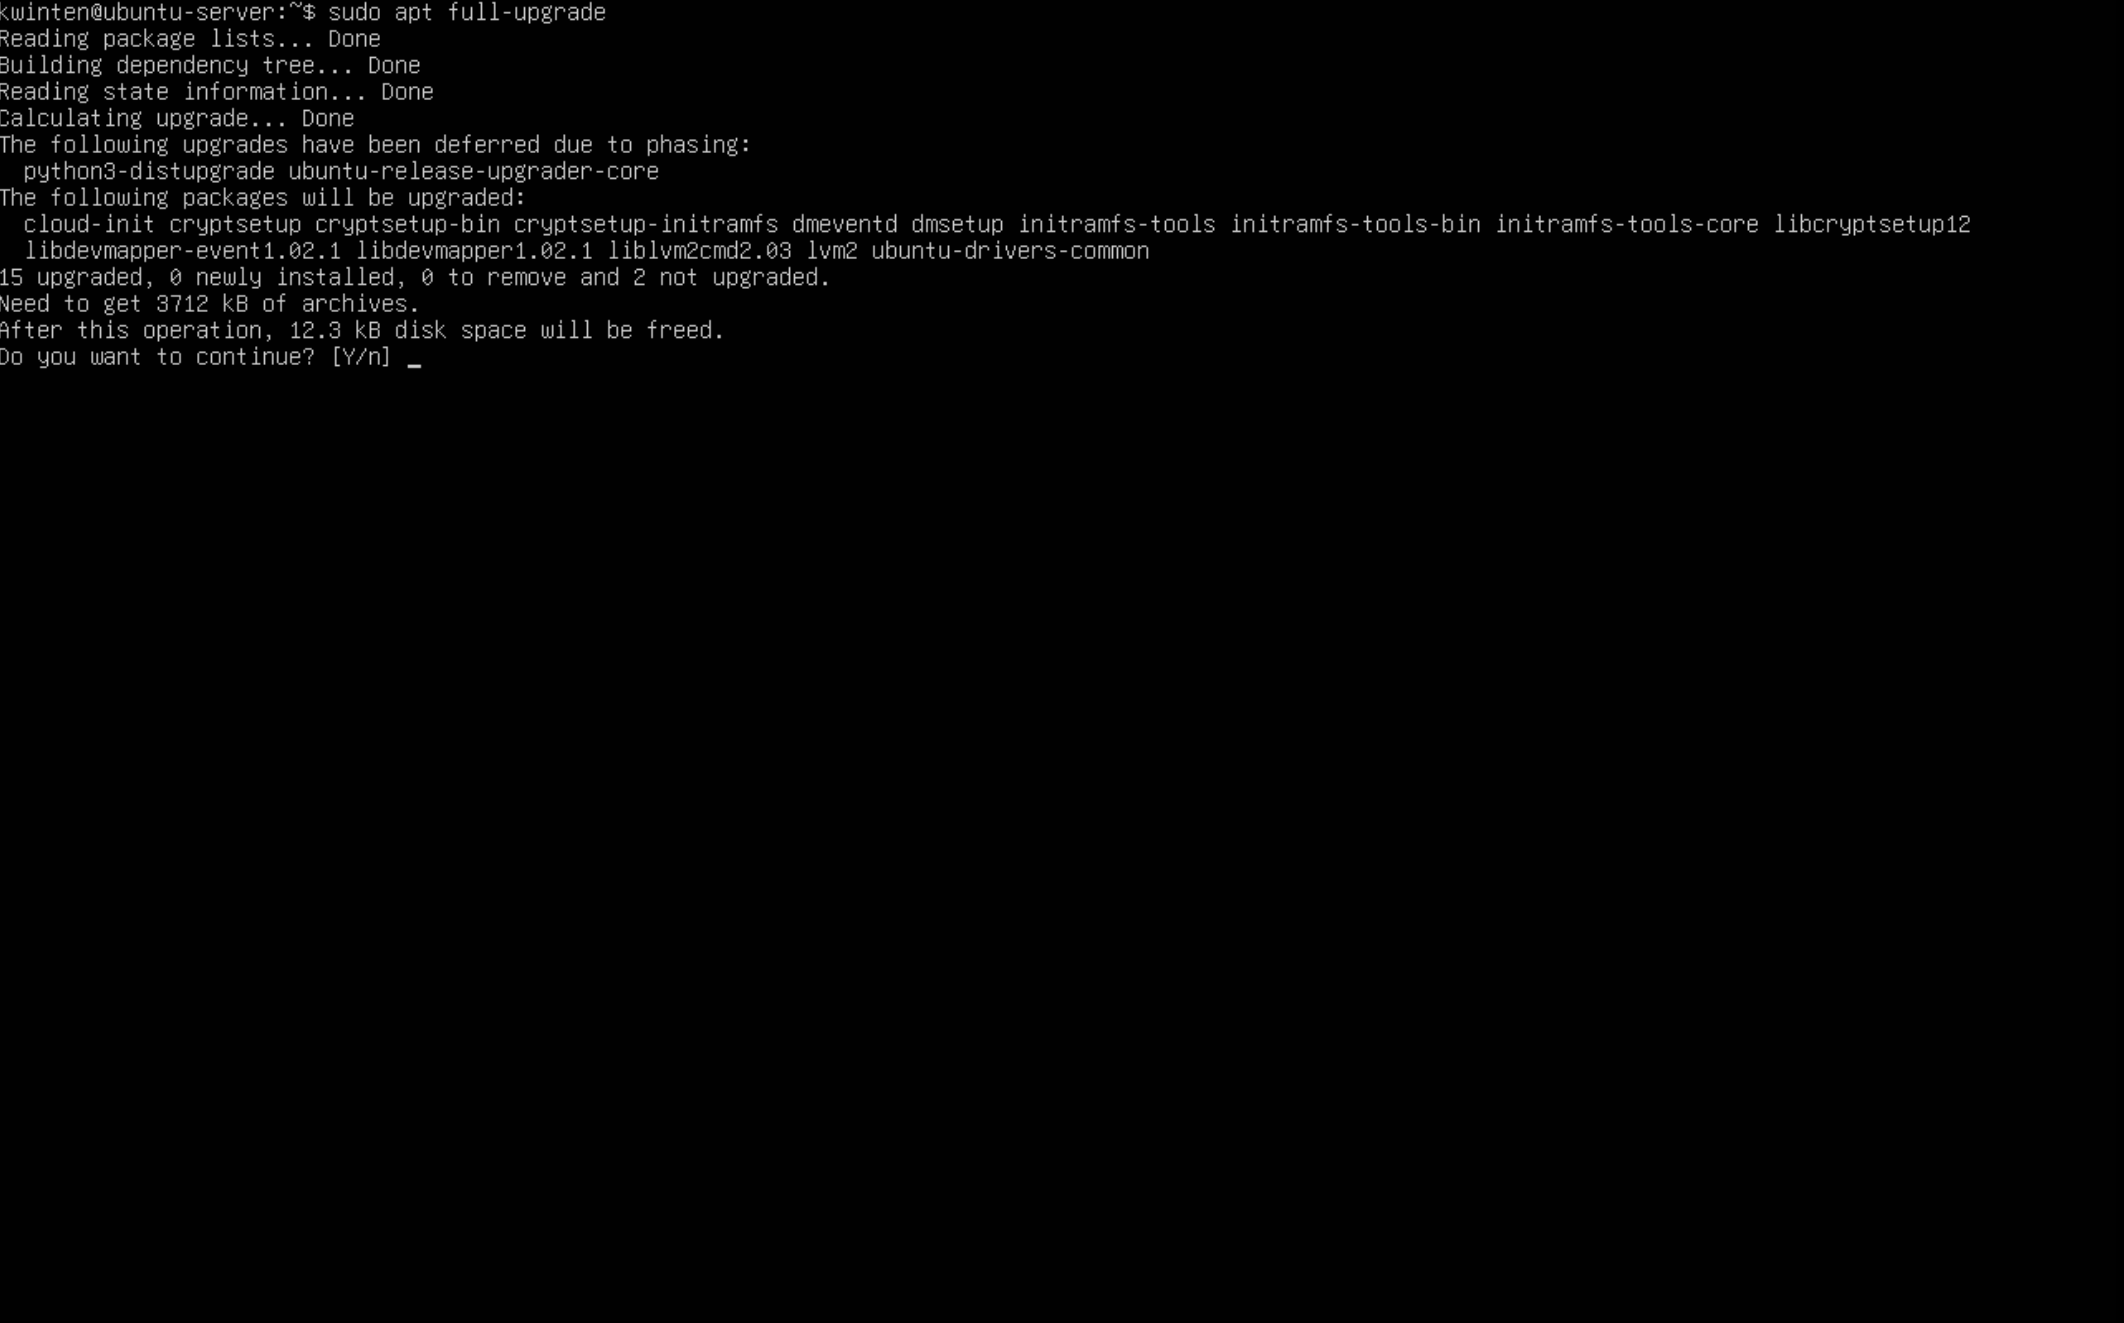 kwinten@ubuntu-server:~$ sudo apt full-upgrade
Reading package lists... Done
Building dependency tree... Done
Reading state information... Done
Calculating upgrade... Done
The following upgrades have been deferred due to phasing:
  python3-distupgrade ubuntu-release-upgrader-core
The following packages will be upgraded:
  cloud-init cryptsetup cryptsetup-bin cryptsetup-initramfs dmeventd dmsetup initramfs-tools initramfs-tools-bin initramfs-tools-core libcryptsetup12
  libdevmapper-event1.02.1 libdevmapper1.02.1 liblvm2cmd2.03 lvm2 ubuntu-drivers-common
15 upgraded, 0 newly installed, 0 to remove and 2 not upgraded.
Need to get 3712 kB of archives.
After this operation, 12.3 kB disk space will be freed.
Do you want to continue? [Y/n] _